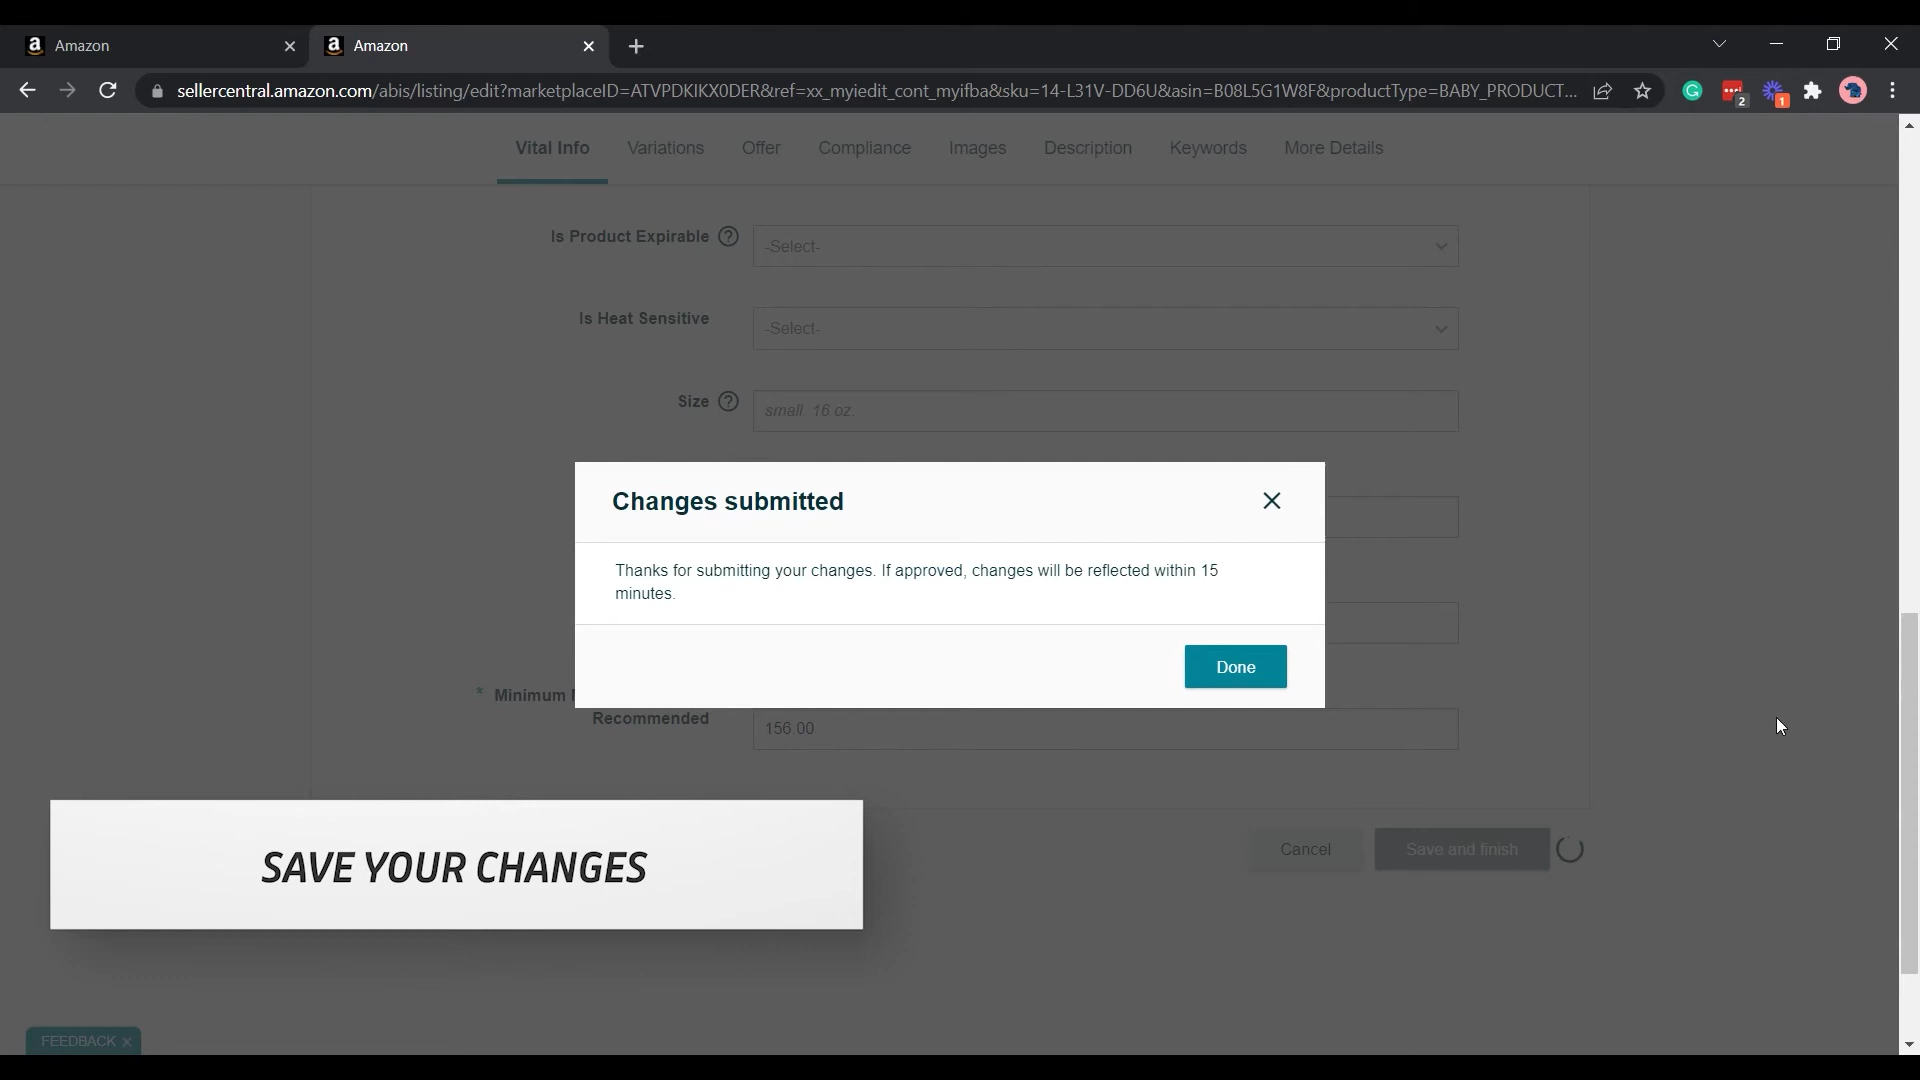 Amazon
Amazon
sellercentral.amazon.com/abis/listing/edit?marketplaceID=ATVPDKIKX0DER&ref=xx_myiedit_cont_myifba&sku=14-L31V-DD6U&asin=B08L5G1W8F&productType=BABY_PRODUCT...
2
1
Vital Info Variations Offer Compliance Images Description Keywords More Details
Is Product Expirable ? -Select-
Is Heat Sensitive -Select-
Size ? small 16 oz.
Changes submitted
Thanks for submitting your changes. If approved, changes will be reflected within 15
minutes.
Done
* Minimum
Recommended
156.00
Cancel Save and finish
SAVE YOUR CHANGES
FEEDBACK